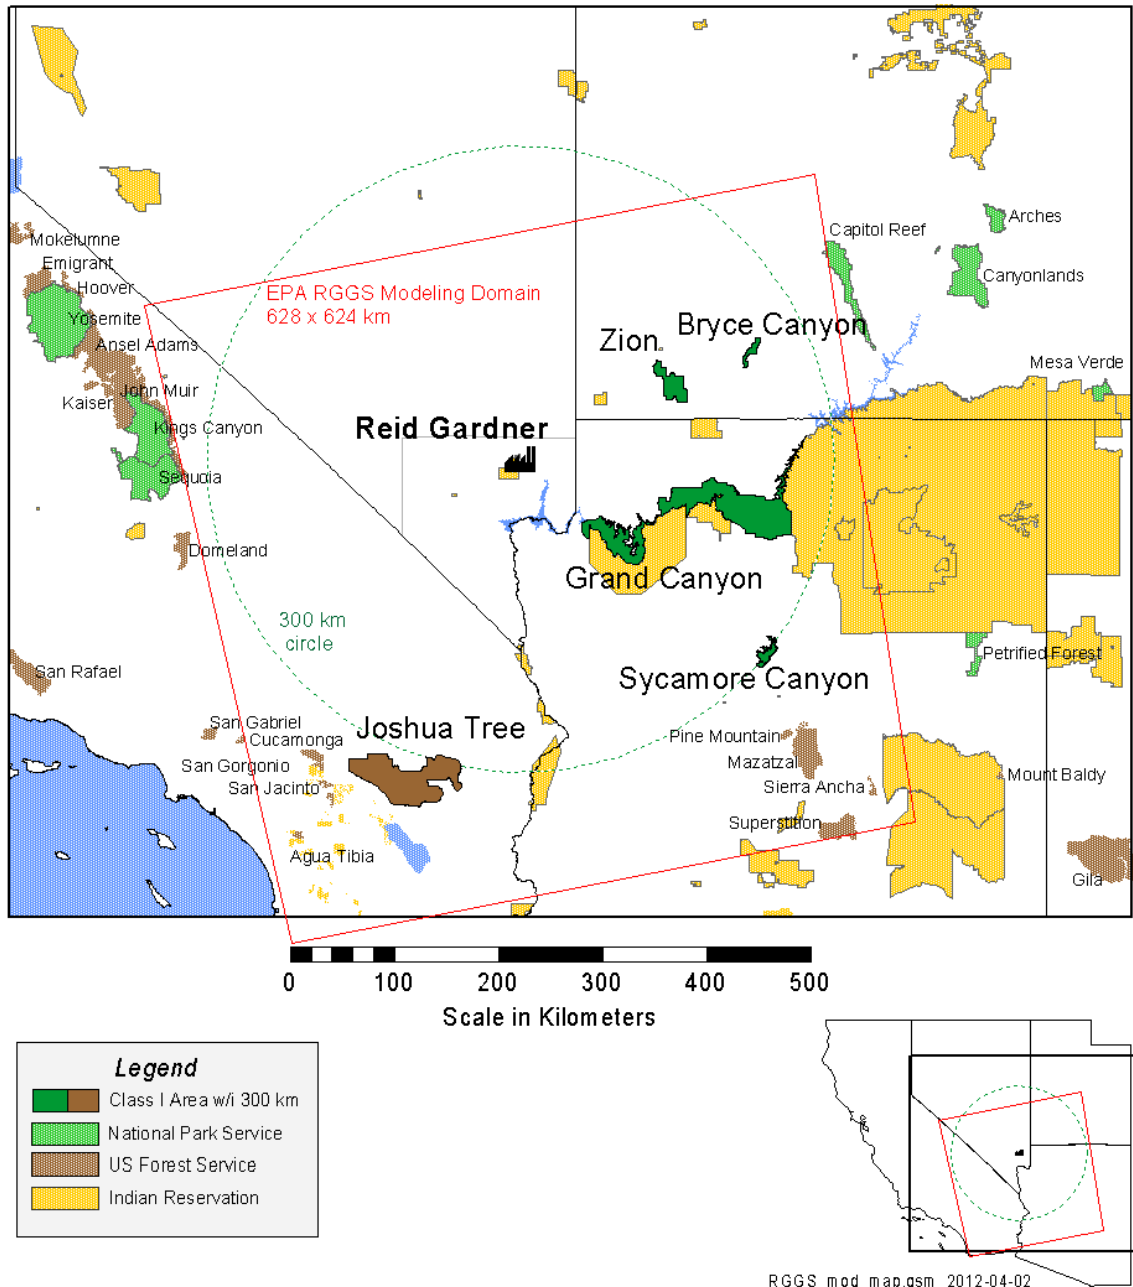 Mokelumne
Emigrant
Hoover
Yosemite
Ansel Adams
John Muir
Kaiser
Kings Canyon
Sequoia
Domeland
San Rafael
EPA RGGS Modeling Domain
628 x 624 km
Capitol Reef
Arches
Canyonlands
Bryce Canyon
Zion
Mesa Verde
Reid Gardner
Grand Canyon
300 km
circle
Sycamore Canyon
Petrified Forest
Joshua Tree
San Gabriel
Cucamonga
San Gorgonio
San Jacinto
Agua Tibia
Pine Mountain
Mazatzal
Sierra Ancha
Superstition
Mount Baldy
Gila
0 100 200 300 400 500
Scale in Kilometers
Legend
Class I Area w/i 300 km
National Park Service
US Forest Service
Indian Reservation
RGGS_mod_map.qsm 2012-04-02